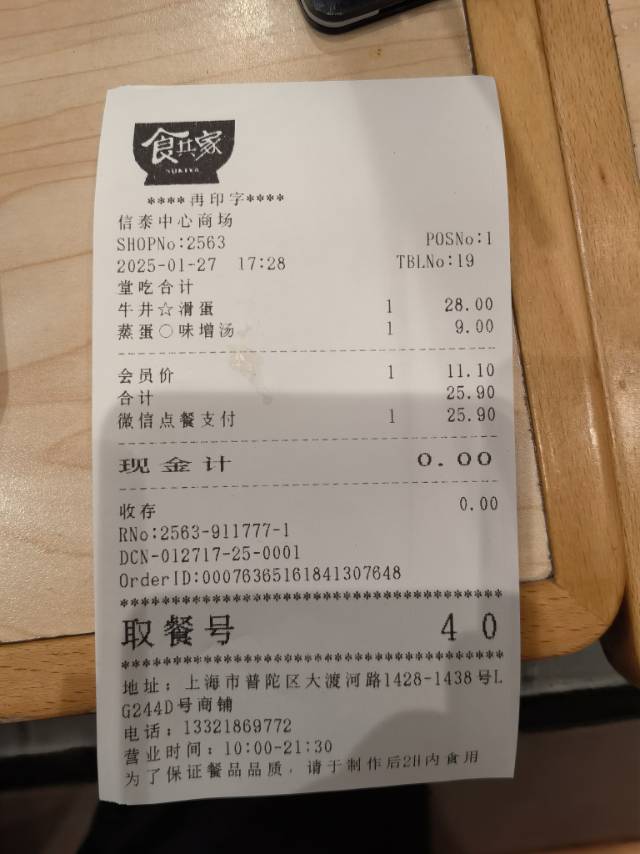 食其家
SUKIYA
****再印字****
信泰中心商场
SHOPNo:2563 POSNo:1
2025-01-27 17:28 TBLNo:19
堂吃合计
牛丼☆滑蛋 1 28.00
蒸蛋○味增汤 1 9.00
会员价 1 11.10
合计 25.90
微信点餐支付 1 25.90
现金计 0.00
收存 0.00
RNo:2563-911777-1
DCN-012717-25-0001
OrderID:00076365161841307648
取餐号 40
地址：上海市普陀区大渡河路1428-1438号L
G244D号商铺
电话：13321869772
营业时间：10:00-21:30
为了保证餐品品质，请于制作后2H内食用